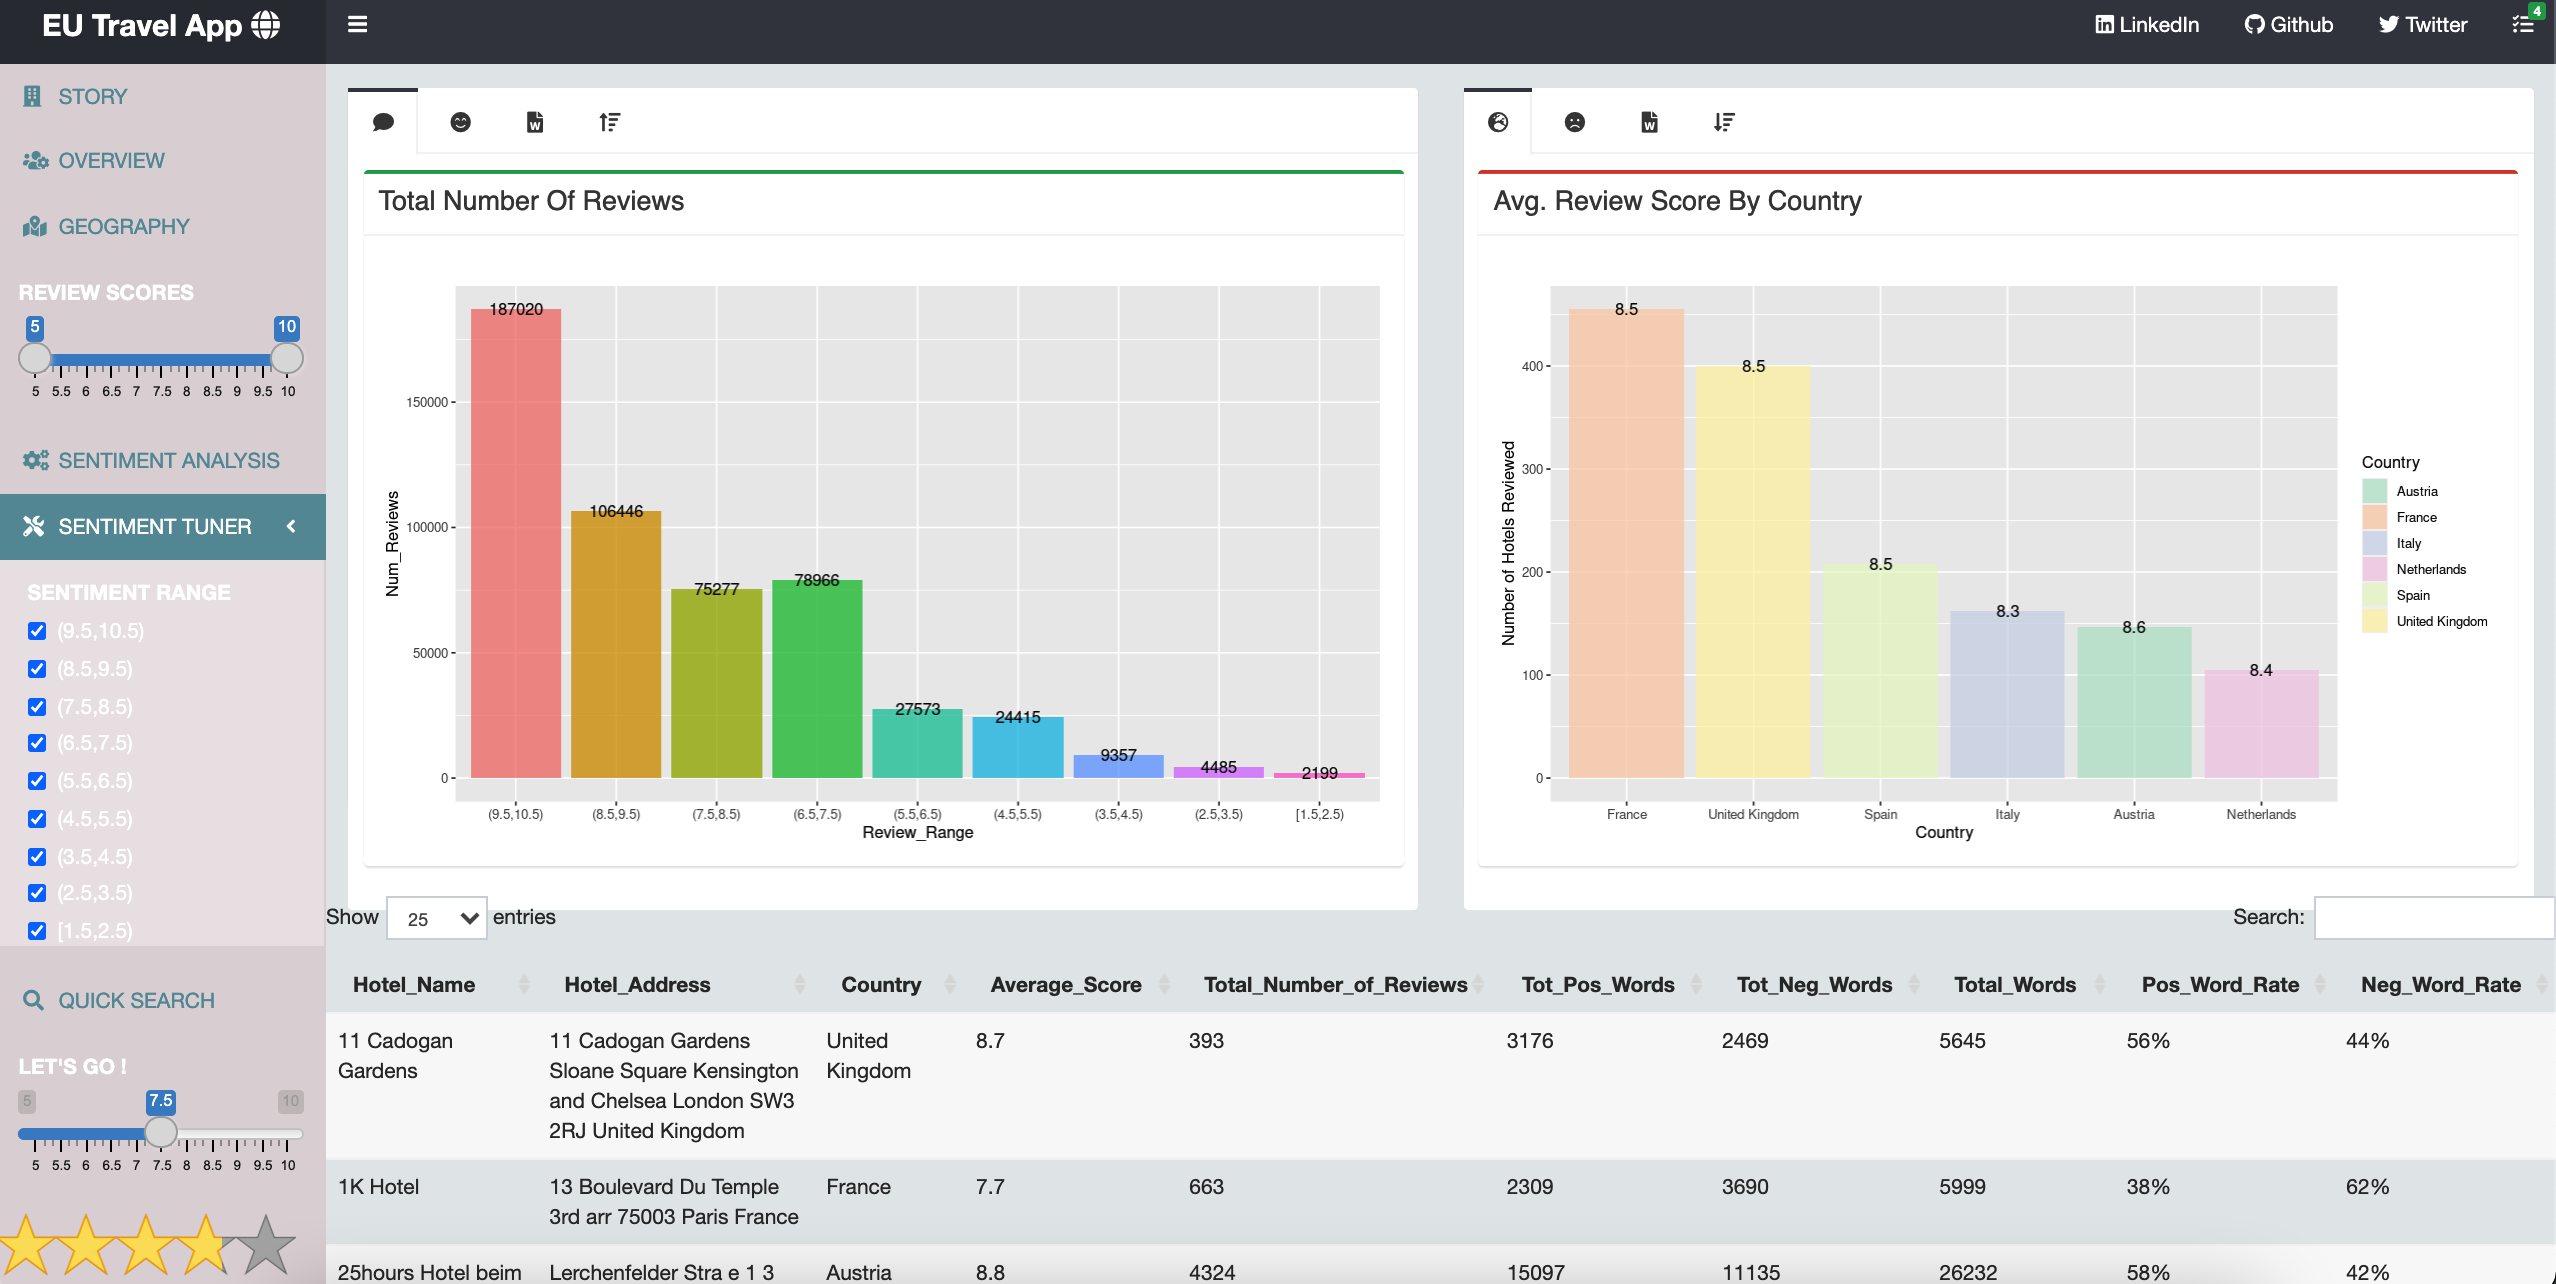 EU Travel App
LinkedIn
Github
Twitter
4
STORY
OVERVIEW
GEOGRAPHY
REVIEW SCORES
5 10
5 5.5 6 6.5 7 7.5 8 8.5 9 9.5 10
SENTIMENT ANALYSIS
SENTIMENT TUNER
SENTIMENT RANGE
(9.5,10.5)
(8.5,9.5)
(7.5,8.5)
(6.5,7.5)
(5.5,6.5)
(4.5,5.5)
(3.5,4.5)
(2.5,3.5)
[1.5,2.5)
QUICK SEARCH
LET'S GO !
5 7.5 10
5 5.5 6 6.5 7 7.5 8 8.5 9 9.5 10
Total Number Of Reviews
Num_Reviews
150000
100000
50000
0
187020
106446
75277
78966
27573
24415
9357
4485
2199
(9.5,10.5) (8.5,9.5) (7.5,8.5) (6.5,7.5) (5.5,6.5) (4.5,5.5) (3.5,4.5) (2.5,3.5) [1.5,2.5)
Review_Range
W
Avg. Review Score By Country
Number of Hotels Reviewed
400
300
200
100
0
8.5
8.5
8.5
8.3
8.6
8.4
France United Kingdom Spain Italy Austria Netherlands
Country
Country
Austria
France
Italy
Netherlands
Spain
United Kingdom
W
Show 25 entries
Search:
Hotel_Name Hotel_Address Country Average_Score Total_Number_of_Reviews Tot_Pos_Words Tot_Neg_Words Total_Words Pos_Word_Rate Neg_Word_Rate
11 Cadogan 11 Cadogan Gardens United 8.7 393 3176 2469 5645 56% 44%
Gardens Sloane Square Kensington Kingdom
and Chelsea London SW3
2RJ United Kingdom
1K Hotel 13 Boulevard Du Temple France 7.7 663 2309 3690 5999 38% 62%
3rd arr 75003 Paris France
25hours Hotel beim Lerchenfelder Stra e 1 3 Austria 8.8 4324 15097 11135 26232 58% 42%